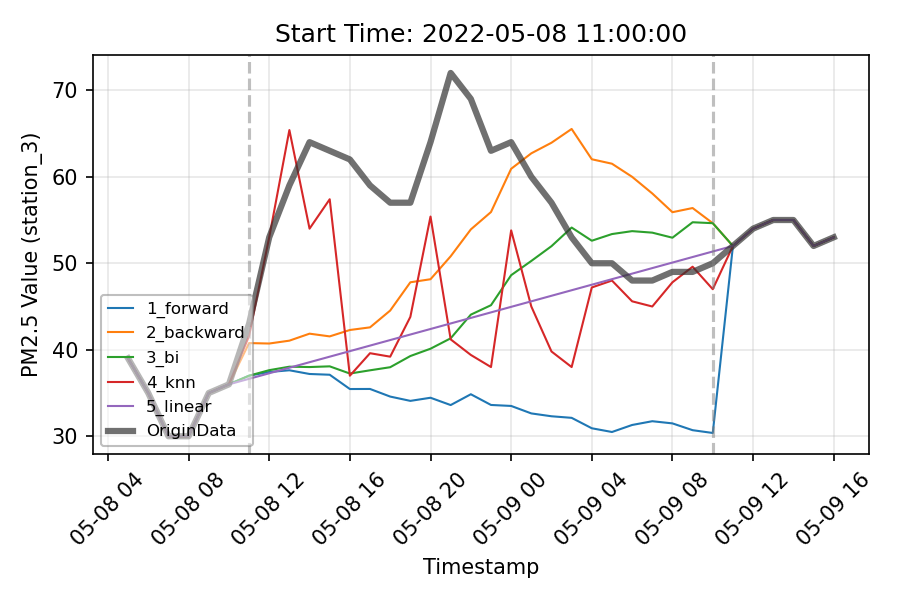 Start Time: 2022-05-08 11:00:00
PM2.5 Value (station_3)
70
60
50
40
30
1_forward
2_backward
3_bi
4_knn
5_linear
OriginData
05-08 04
05-08 08
05-08 12
05-08 16
05-08 20
05-09 00
05-09 04
05-09 08
05-09 12
05-09 16
Timestamp